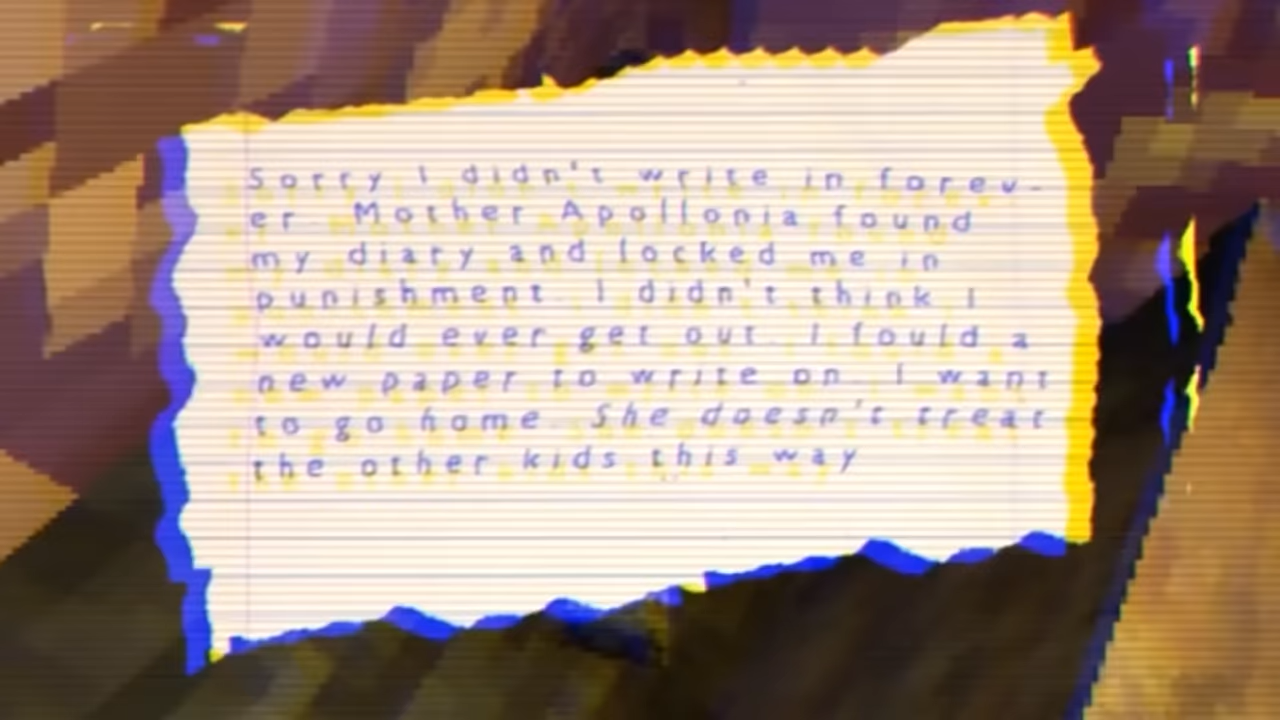 Sorry I didn't write in forev-
er. Mother Apollonia found
my diary and locked me in
punishment. I didn't think I
would ever get out. I fould a
new paper to write on. I want
to go home. She doesn't treat
the other kids this way